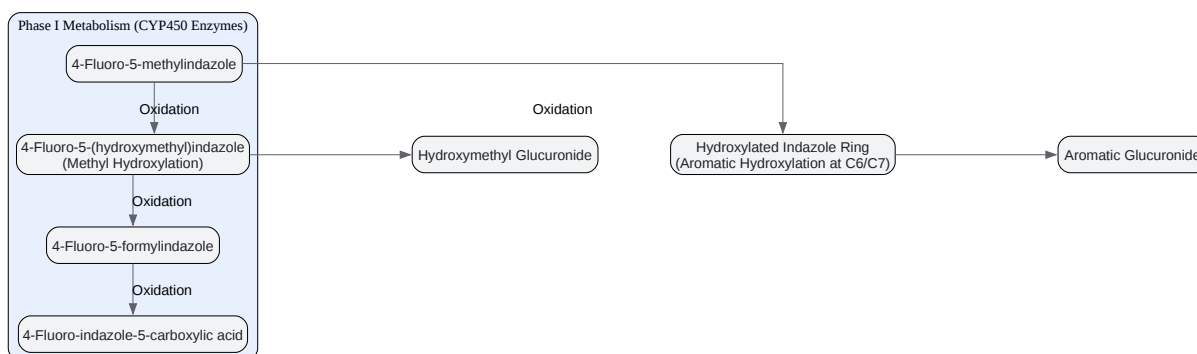 Phase I Metabolism (CYP450 Enzymes)
4-Fluoro-5-methylindazole
Oxidation
Oxidation
4-Fluoro-5-(hydroxymethyl)indazole
(Methyl Hydroxylation)
Hydroxymethyl Glucuronide
Hydroxylated Indazole Ring
(Aromatic Hydroxylation at C6/C7)
Aromatic Glucuronide
Oxidation
4-Fluoro-5-formylindazole
Oxidation
4-Fluoro-indazole-5-carboxylic acid